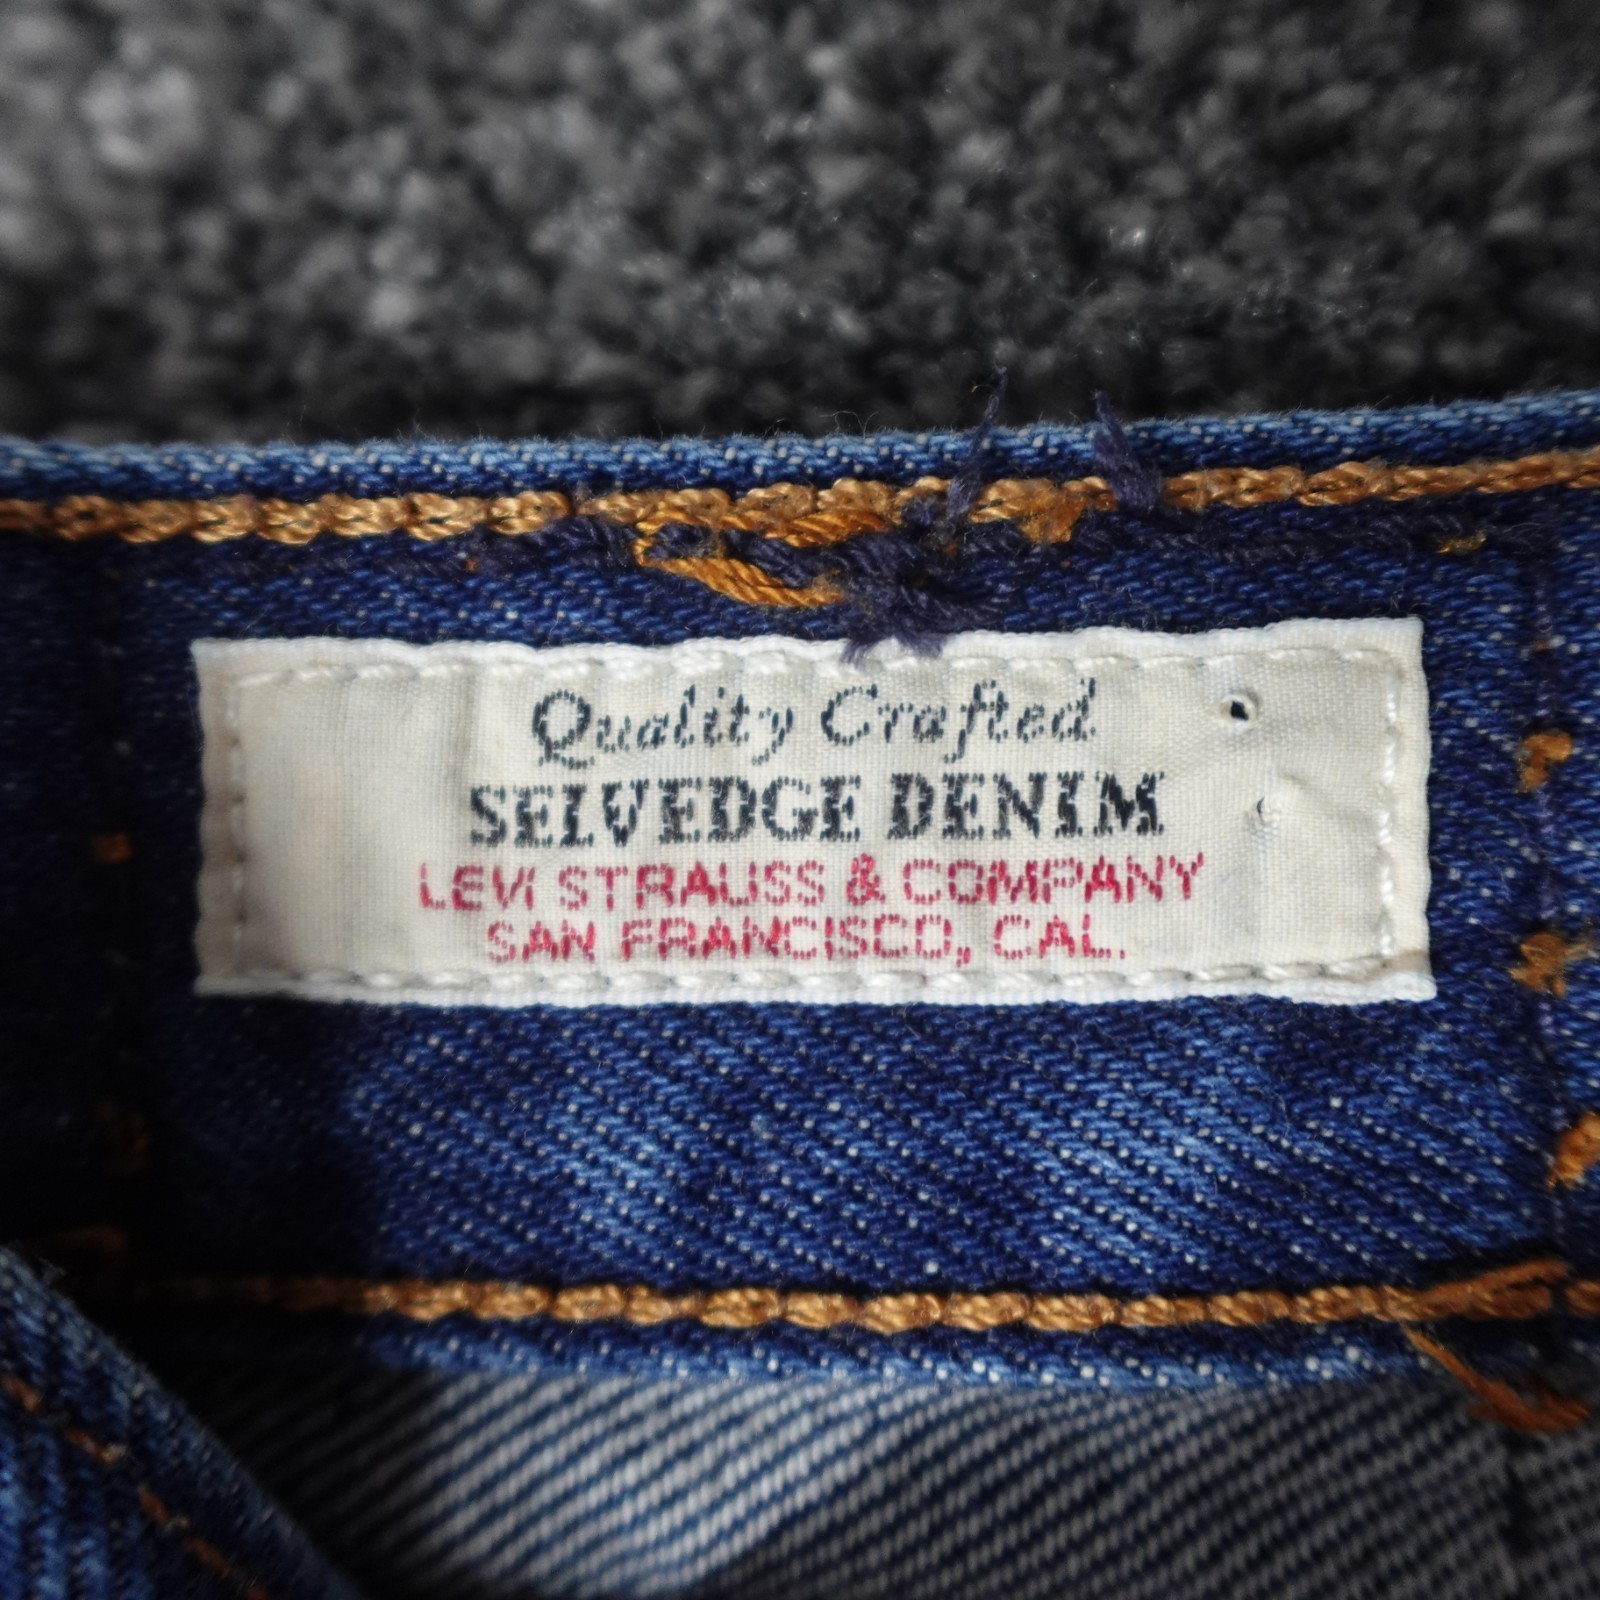 Quality Crafted
SELVEDGE DENIM
LEVI STRAUSS & COMPANY
SAN FRANCISCO, CAL.